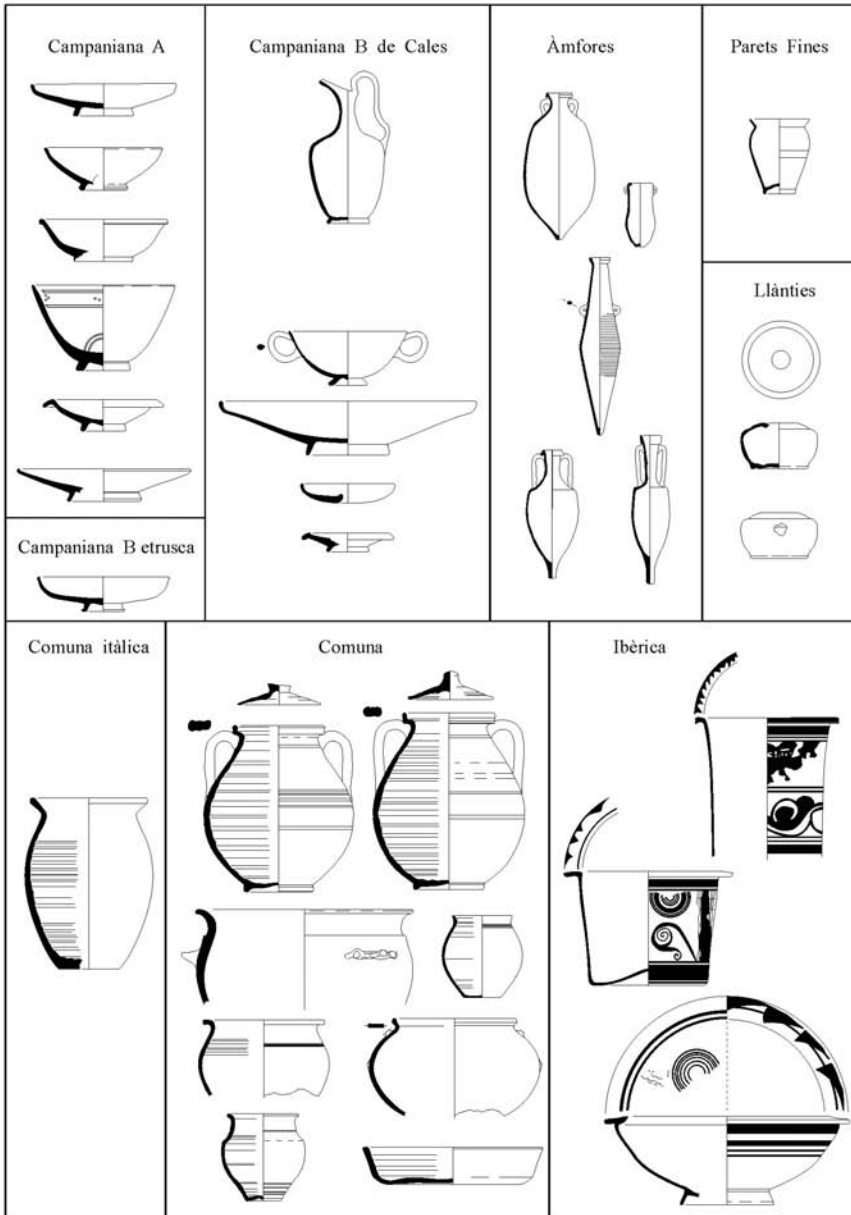 Campaniana A
Campaniana B de Cales
Àmfores
Parets Fines
Llànties
Campaniana B etrusca
Comuna itàlica
Comuna
Ibèrica